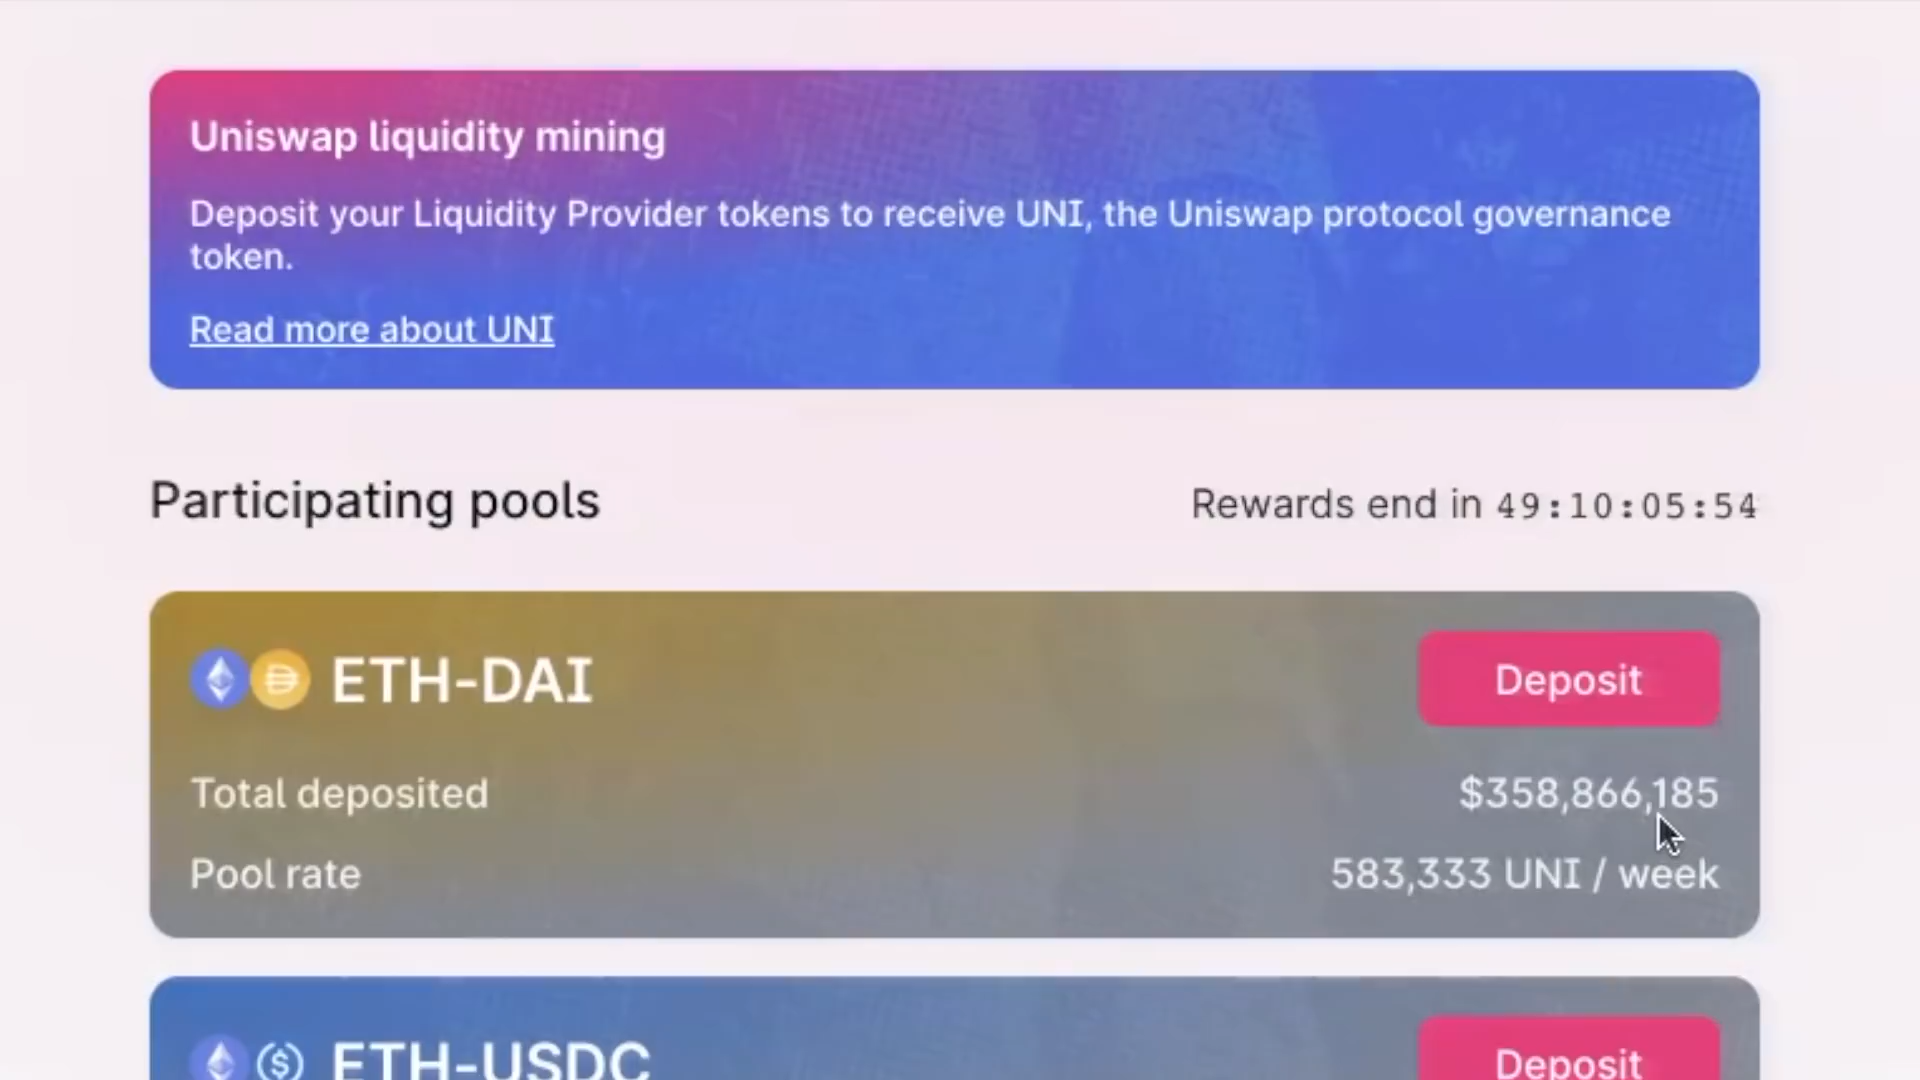 Uniswap liquidity mining
Deposit your Liquidity Provider tokens to receive UNI, the Uniswap protocol governance
token.
Read more about UNI
Participating pools
Rewards end in 49:10:05:54
ETH-DAI
Deposit
Total deposited
$358,866,185
Pool rate
583,333 UNI / week
ETH-USDC
Deposit